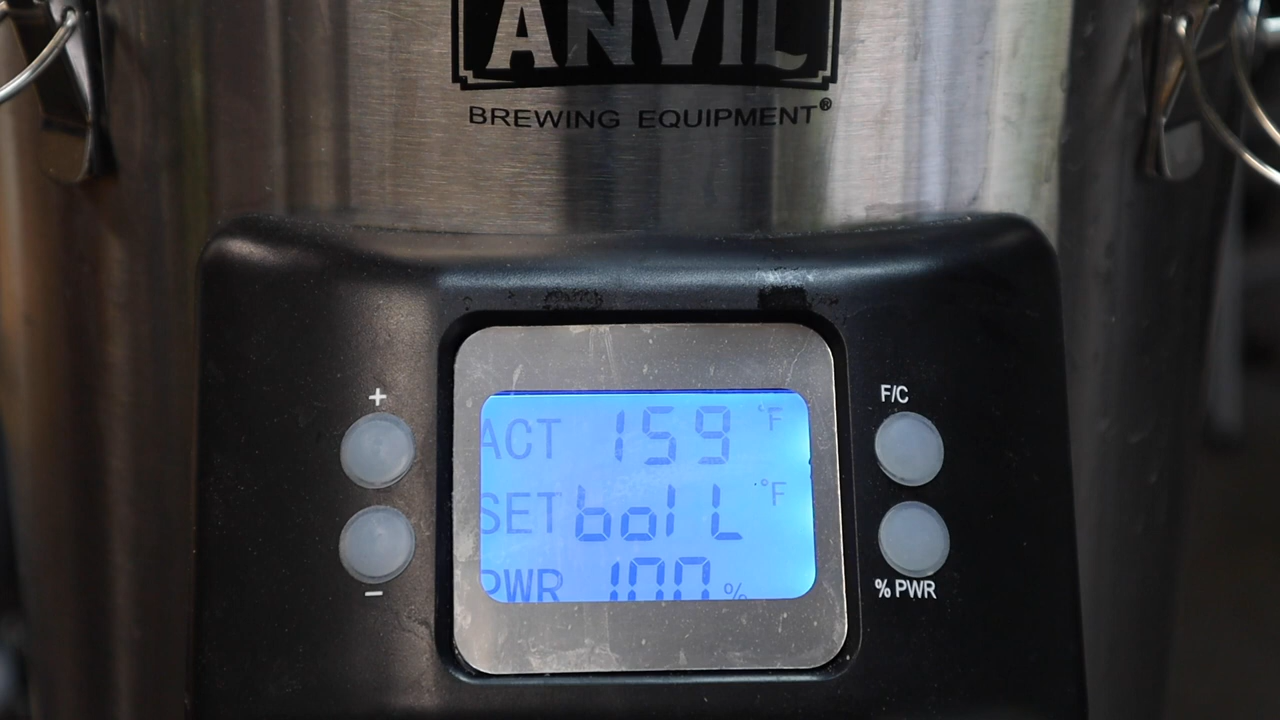 ANVIL
BREWING EQUIPMENT®
+
F/C
ACT 159 °F
SET boil °F
PWR 100 %
−
% PWR